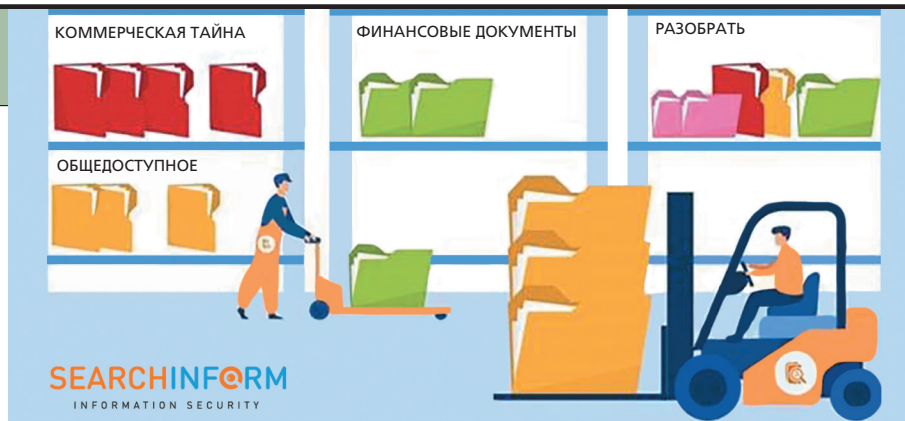 КОММЕРЧЕСКАЯ ТАЙНА
ФИНАНСОВЫЕ ДОКУМЕНТЫ
РАЗОБРАТЬ
ОБЩЕДОСТУПНОЕ
SEARCHINFORM
INFORMATION SECURITY